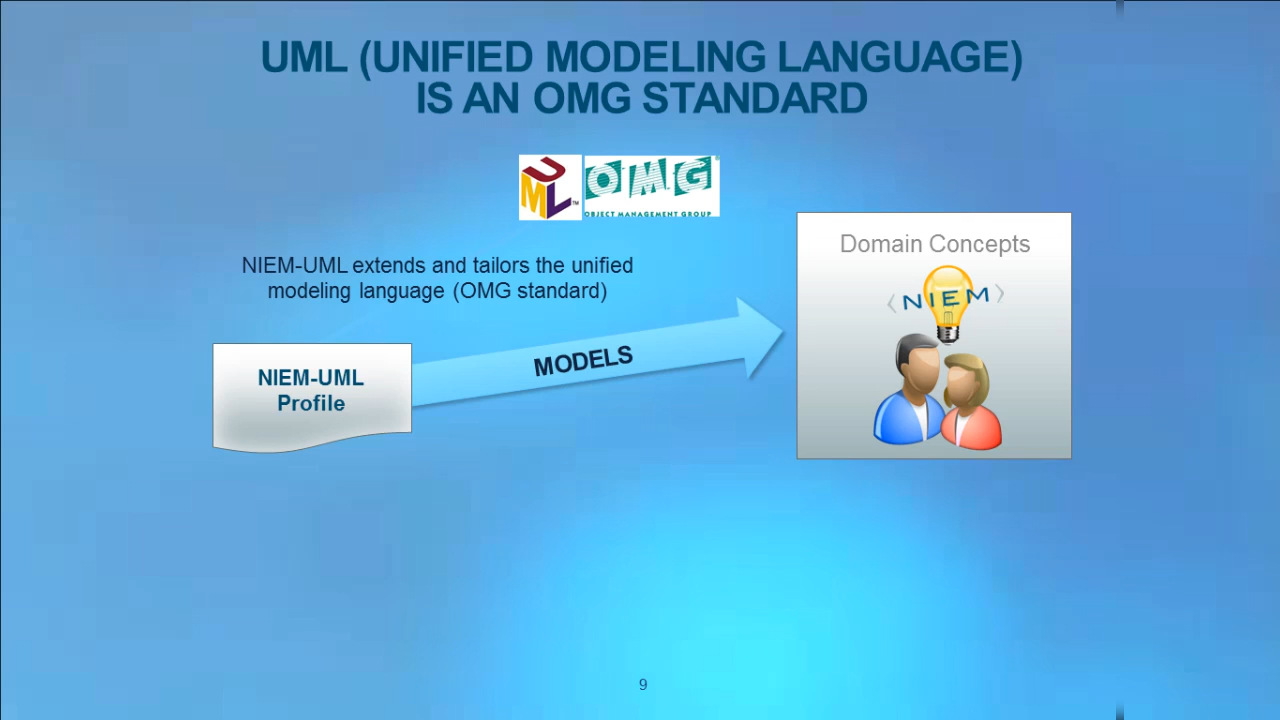 UML (UNIFIED MODELING LANGUAGE)
IS AN OMG STANDARD
UML™ OMG
OBJECT MANAGEMENT GROUP
Domain Concepts
NIEM-UML extends and tailors the unified
modeling language (OMG standard)
〈NIEM〉
MODELS
NIEM-UML
Profile
9